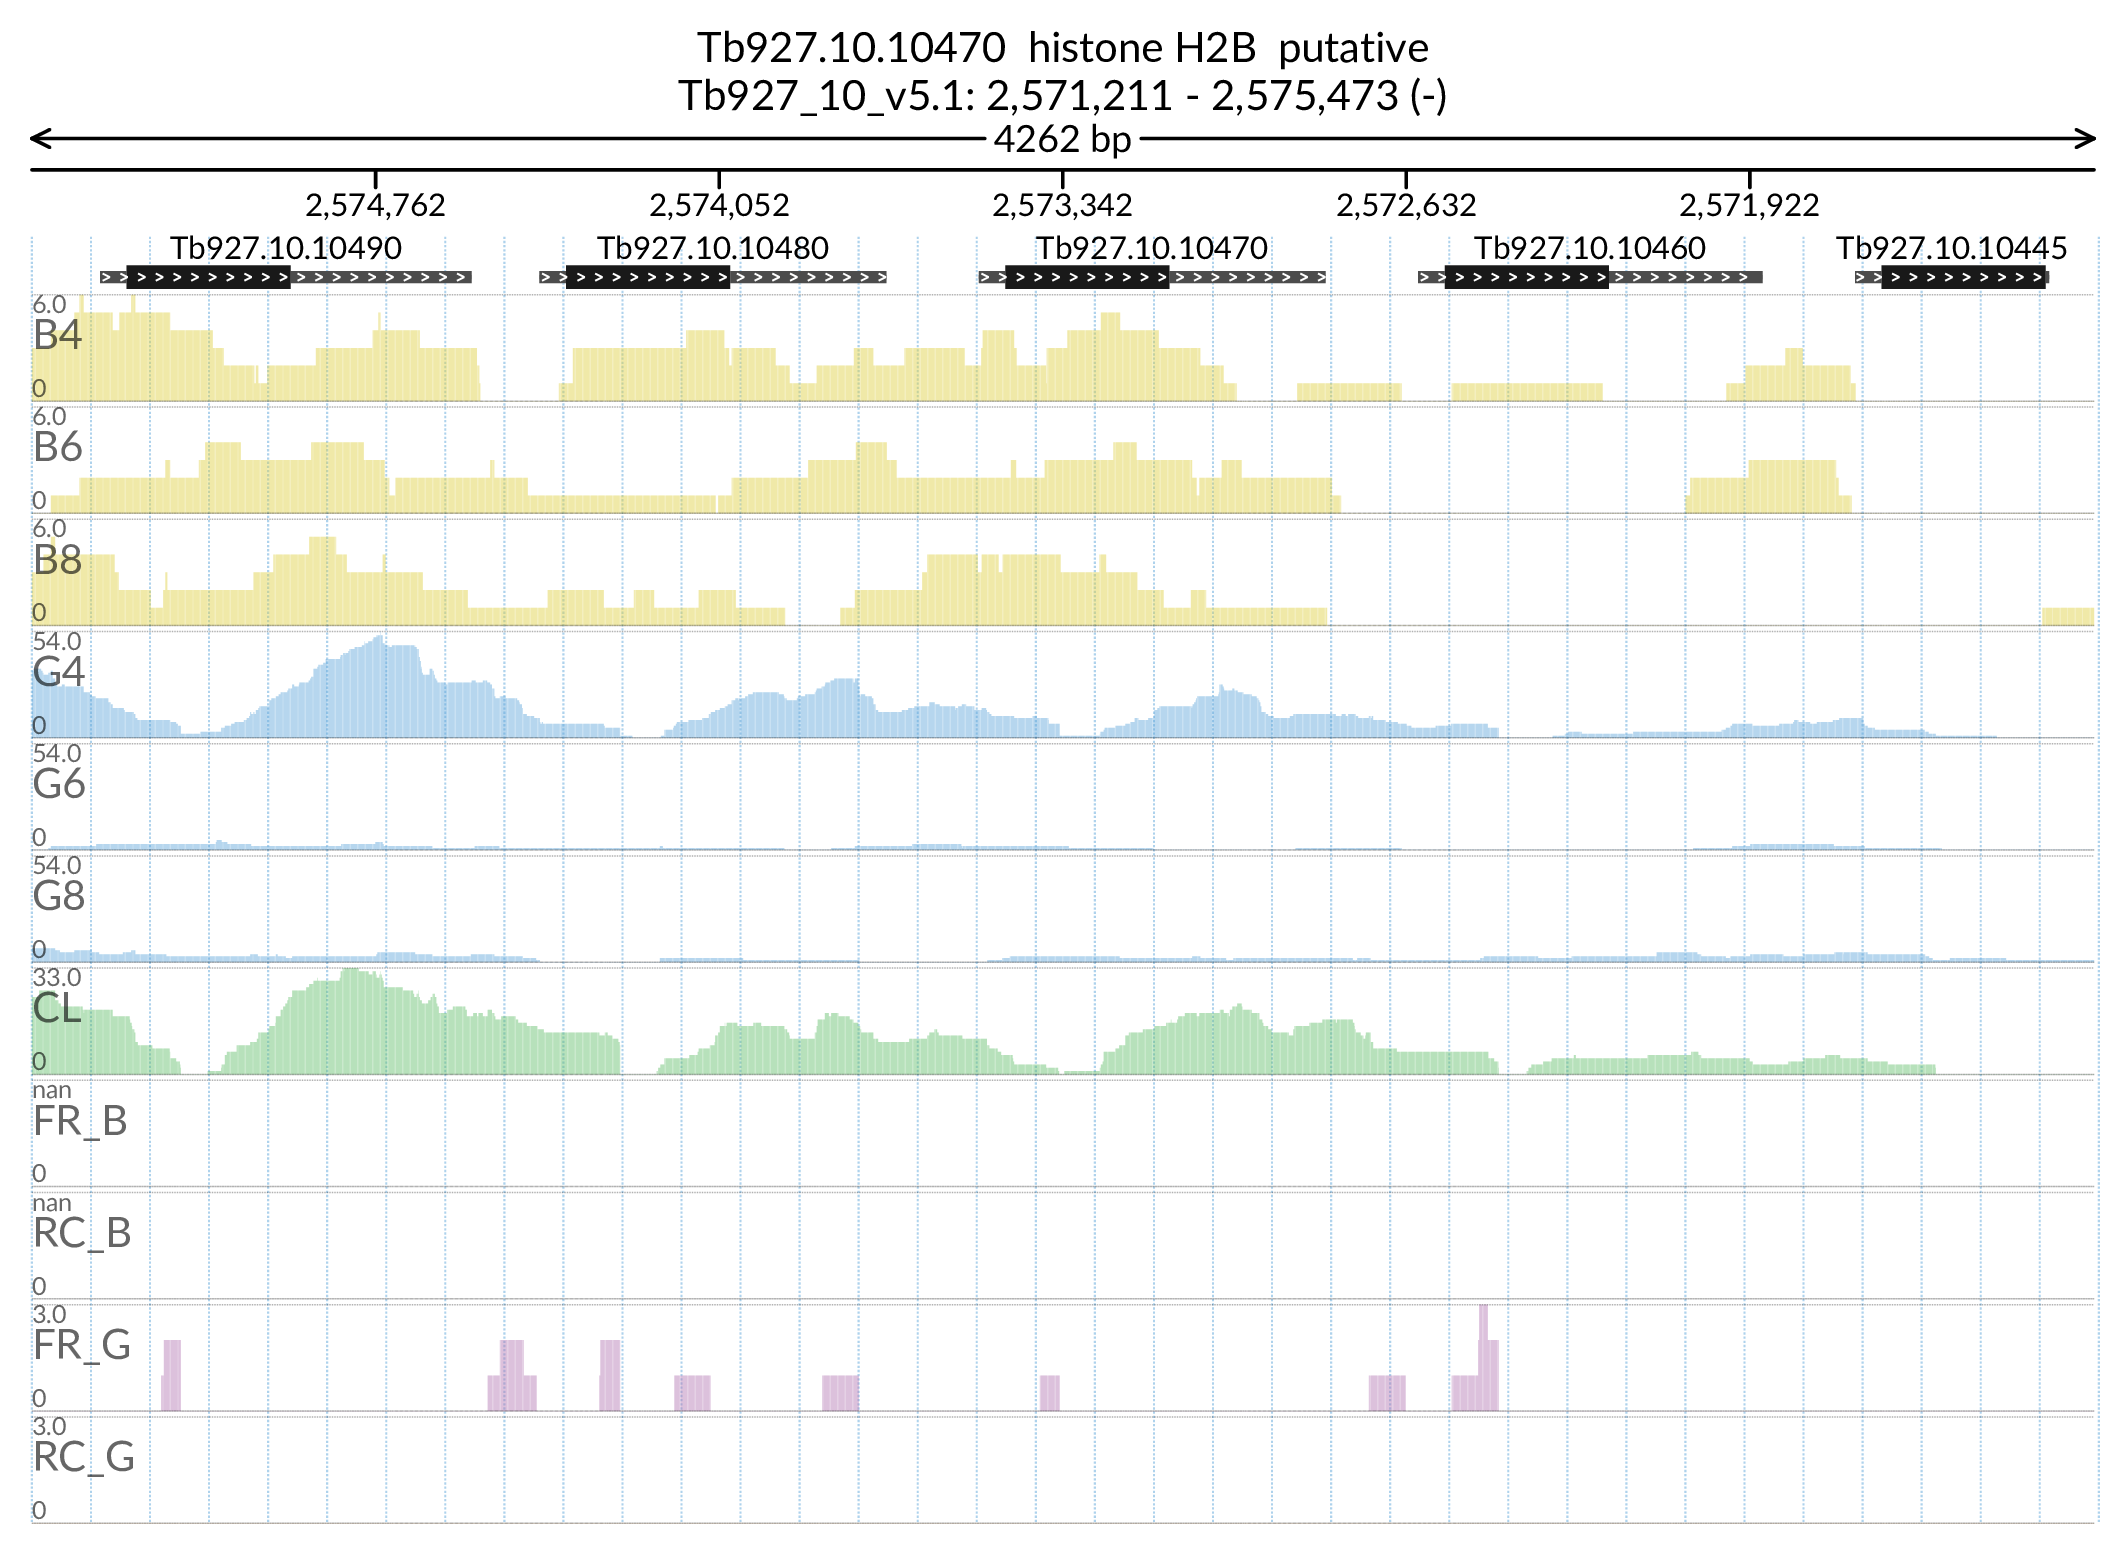 Tb927.10.10470 histone H2B putative
Tb927_10_v5.1: 2,571,211 - 2,575,473 (-)
4262 bp
2,574,762 2,574,052 2,573,342 2,572,632 2,571,922
Tb927.10.10490 Tb927.10.10480 Tb927.10.10470 Tb927.10.10460 Tb927.10.10445
6.0
B4
0
6.0
B6
0
6.0
B8
0
54.0
G4
0
54.0
G6
0
54.0
G8
0
33.0
CL
0
nan
FR_B
0
nan
RC_B
0
3.0
FR_G
0
3.0
RC_G
0